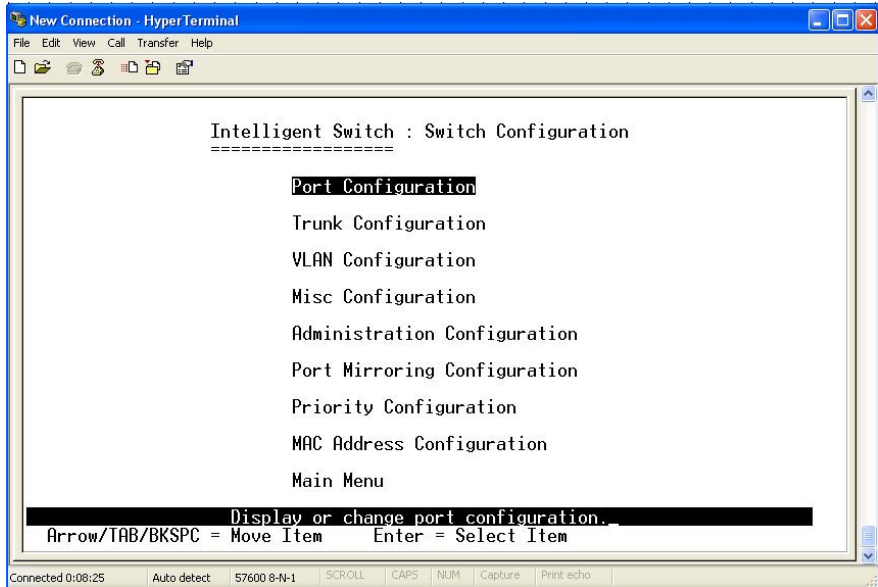 New Connection - HyperTerminal
File Edit View Call Transfer Help
Intelligent Switch : Switch Configuration
==================
Port Configuration
Trunk Configuration
VLAN Configuration
Misc Configuration
Administration Configuration
Port Mirroring Configuration
Priority Configuration
MAC Address Configuration
Main Menu
Display or change port configuration._
Arrow/TAB/BKSPC = Move Item Enter = Select Item
Connected 0:08:25 Auto detect 57600 8-N-1 SCROLL CAPS NUM Capture Print echo